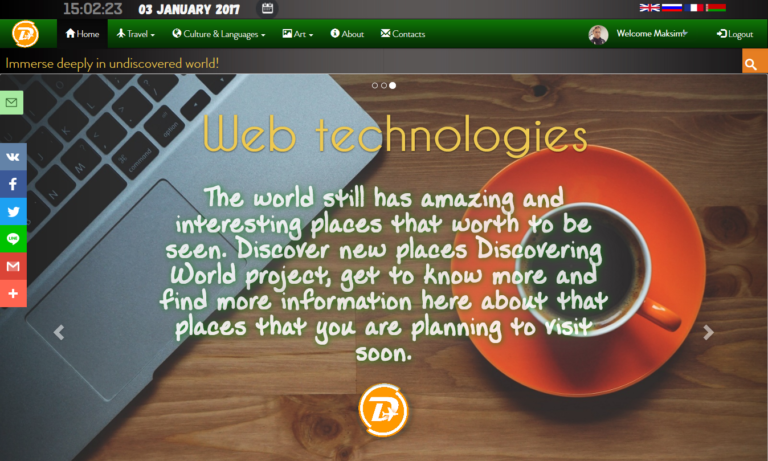 15:02:23 03 JANUARY 2017
Home Travel Culture & Languages Art About Contacts Welcome Maksim! Logout
Immerse deeply in undiscovered world!
Web technologies
The world still has amazing and
interesting places that worth to be
seen. Discover new places Discovering
World project, get to know more and
find more information here about that
places that you are planning to visit
soon.